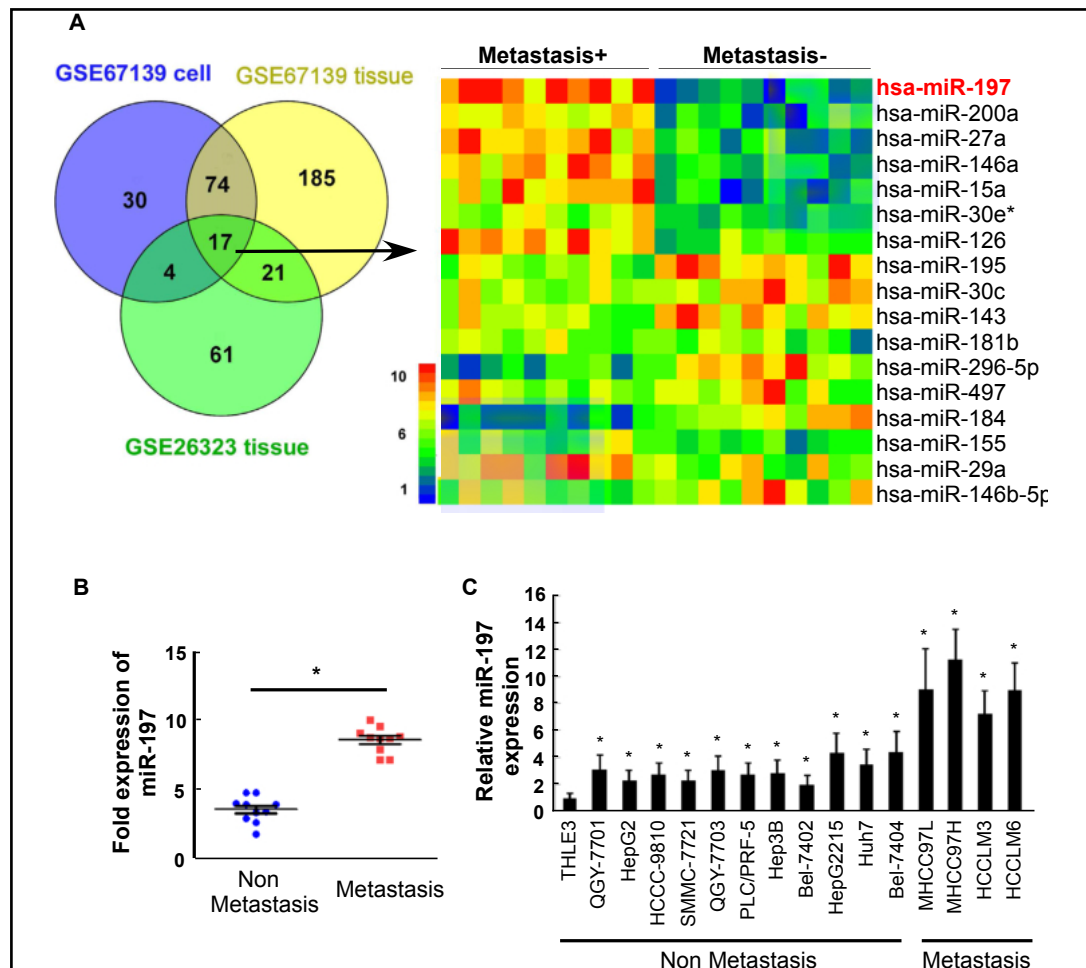 A
GSE67139 cell
GSE67139 tissue
30
74
185
17
4
21
61
GSE26323 tissue
Metastasis+
Metastasis-
hsa-miR-197
hsa-miR-200a
hsa-miR-27a
hsa-miR-146a
hsa-miR-15a
hsa-miR-30e*
hsa-miR-126
hsa-miR-195
hsa-miR-30c
hsa-miR-143
hsa-miR-181b
hsa-miR-296-5p
hsa-miR-497
hsa-miR-184
hsa-miR-155
hsa-miR-29a
hsa-miR-146b-5p
10
6
1
B
Fold expression of
miR-197
15
10
5
0
*
Non
Metastasis
Metastasis
C
Relative miR-197
expression
16
14
12
10
8
6
4
2
0
* * * * * * * * * * * * * * *
THLE3
QGY-7701
HepG2
HCCC-9810
SMMC-7721
QGY-7703
PLC/PRF-5
Hep3B
Bel-7402
HepG2215
Huh7
Bel-7404
MHCC97L
MHCC97H
HCCLM3
HCCLM6
Non Metastasis
Metastasis